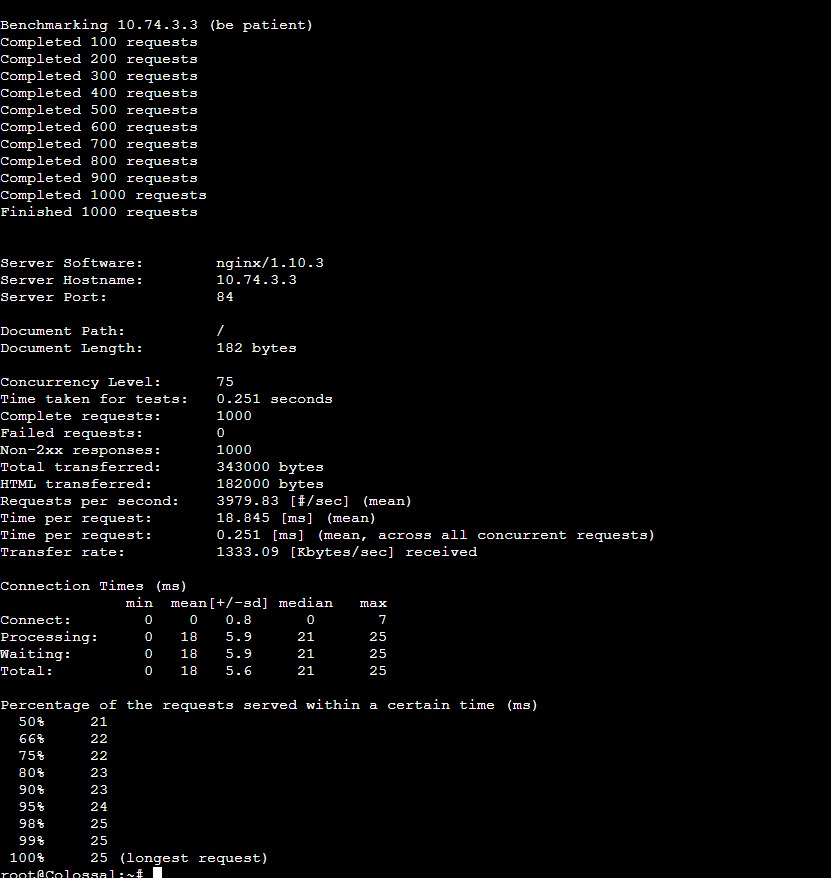 Benchmarking 10.74.3.3 (be patient)
Completed 100 requests
Completed 200 requests
Completed 300 requests
Completed 400 requests
Completed 500 requests
Completed 600 requests
Completed 700 requests
Completed 800 requests
Completed 900 requests
Completed 1000 requests
Finished 1000 requests
Server Software: nginx/1.10.3
Server Hostname: 10.74.3.3
Server Port: 84
Document Path: /
Document Length: 182 bytes
Concurrency Level: 75
Time taken for tests: 0.251 seconds
Complete requests: 1000
Failed requests: 0
Non-2xx responses: 1000
Total transferred: 343000 bytes
HTML transferred: 182000 bytes
Requests per second: 3979.83 [#/sec] (mean)
Time per request: 18.845 [ms] (mean)
Time per request: 0.251 [ms] (mean, across all concurrent requests)
Transfer rate: 1333.09 [Kbytes/sec] received
Connection Times (ms)
min mean[+/-sd] median max
Connect: 0 0 0.8 0 7
Processing: 0 18 5.9 21 25
Waiting: 0 18 5.9 21 25
Total: 0 18 5.6 21 25
Percentage of the requests served within a certain time (ms)
50% 21
66% 22
75% 22
80% 23
90% 23
95% 24
98% 25
99% 25
100% 25 (longest request)
root@Colossal:~#